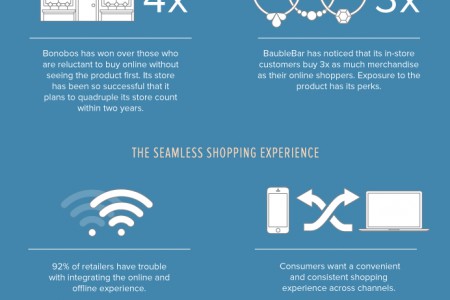 4x
3x
Bonobos has won over those who
are reluctant to buy online without
seeing the product first. Its store
has been so successful that it
plans to quadruple its store count
within two years.
BaubleBar has noticed that its in-store
customers buy 3x as much merchandise
as their online shoppers. Exposure to the
product has its perks.
THE SEAMLESS SHOPPING EXPERIENCE
92% of retailers have trouble
with integrating the online and
offline experience.
Consumers want a convenient
and consistent shopping
experience across channels.